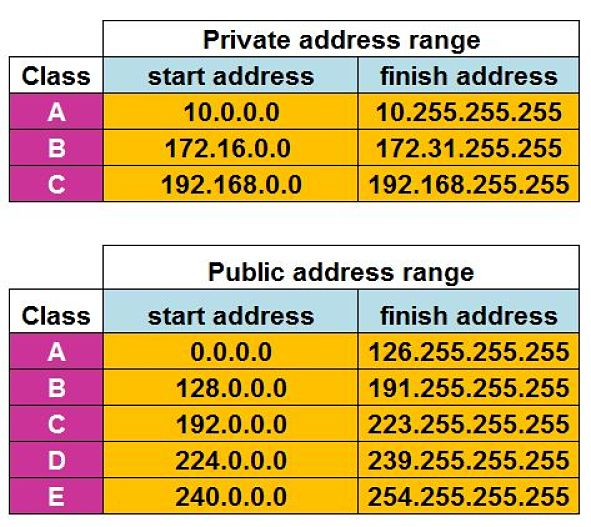 Private address range
Class start address finish address
A 10.0.0.0 10.255.255.255
B 172.16.0.0 172.31.255.255
C 192.168.0.0 192.168.255.255
Public address range
Class start address finish address
A 0.0.0.0 126.255.255.255
B 128.0.0.0 191.255.255.255
C 192.0.0.0 223.255.255.255
D 224.0.0.0 239.255.255.255
E 240.0.0.0 254.255.255.255